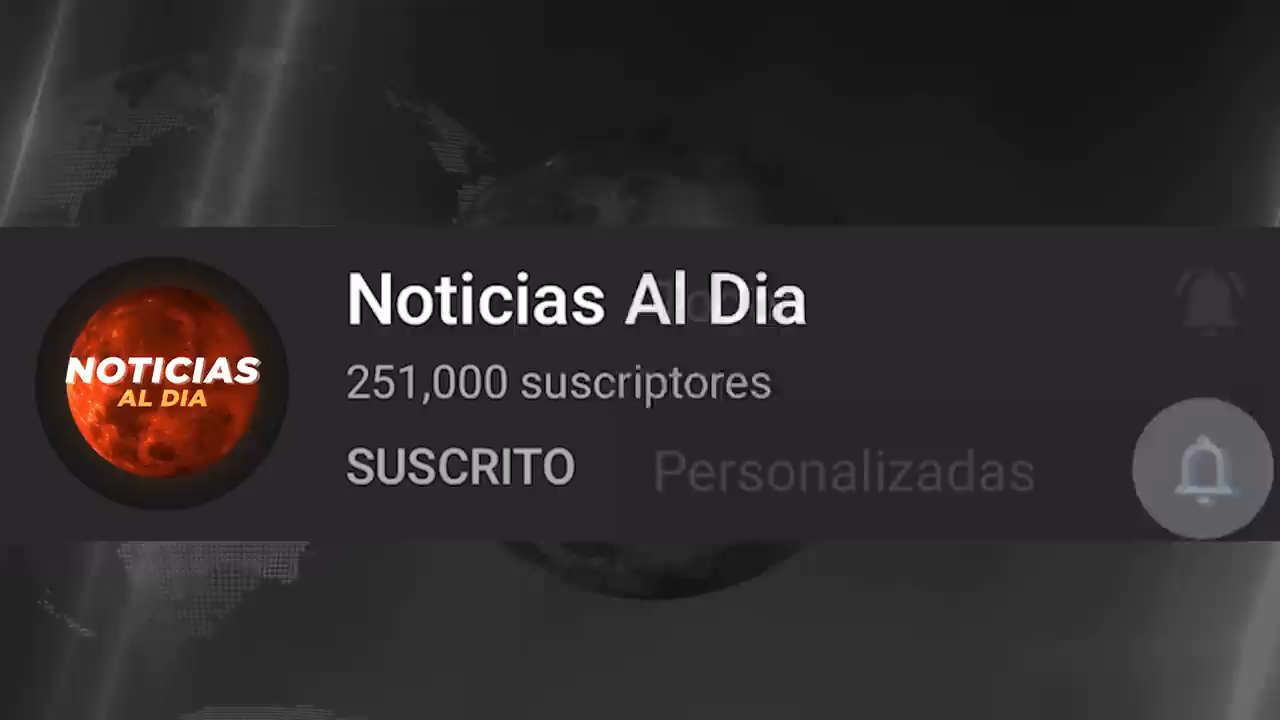 NOTICIAS
AL DIA
Noticias Al Dia
251,000 suscriptores
SUSCRITO
Personalizadas